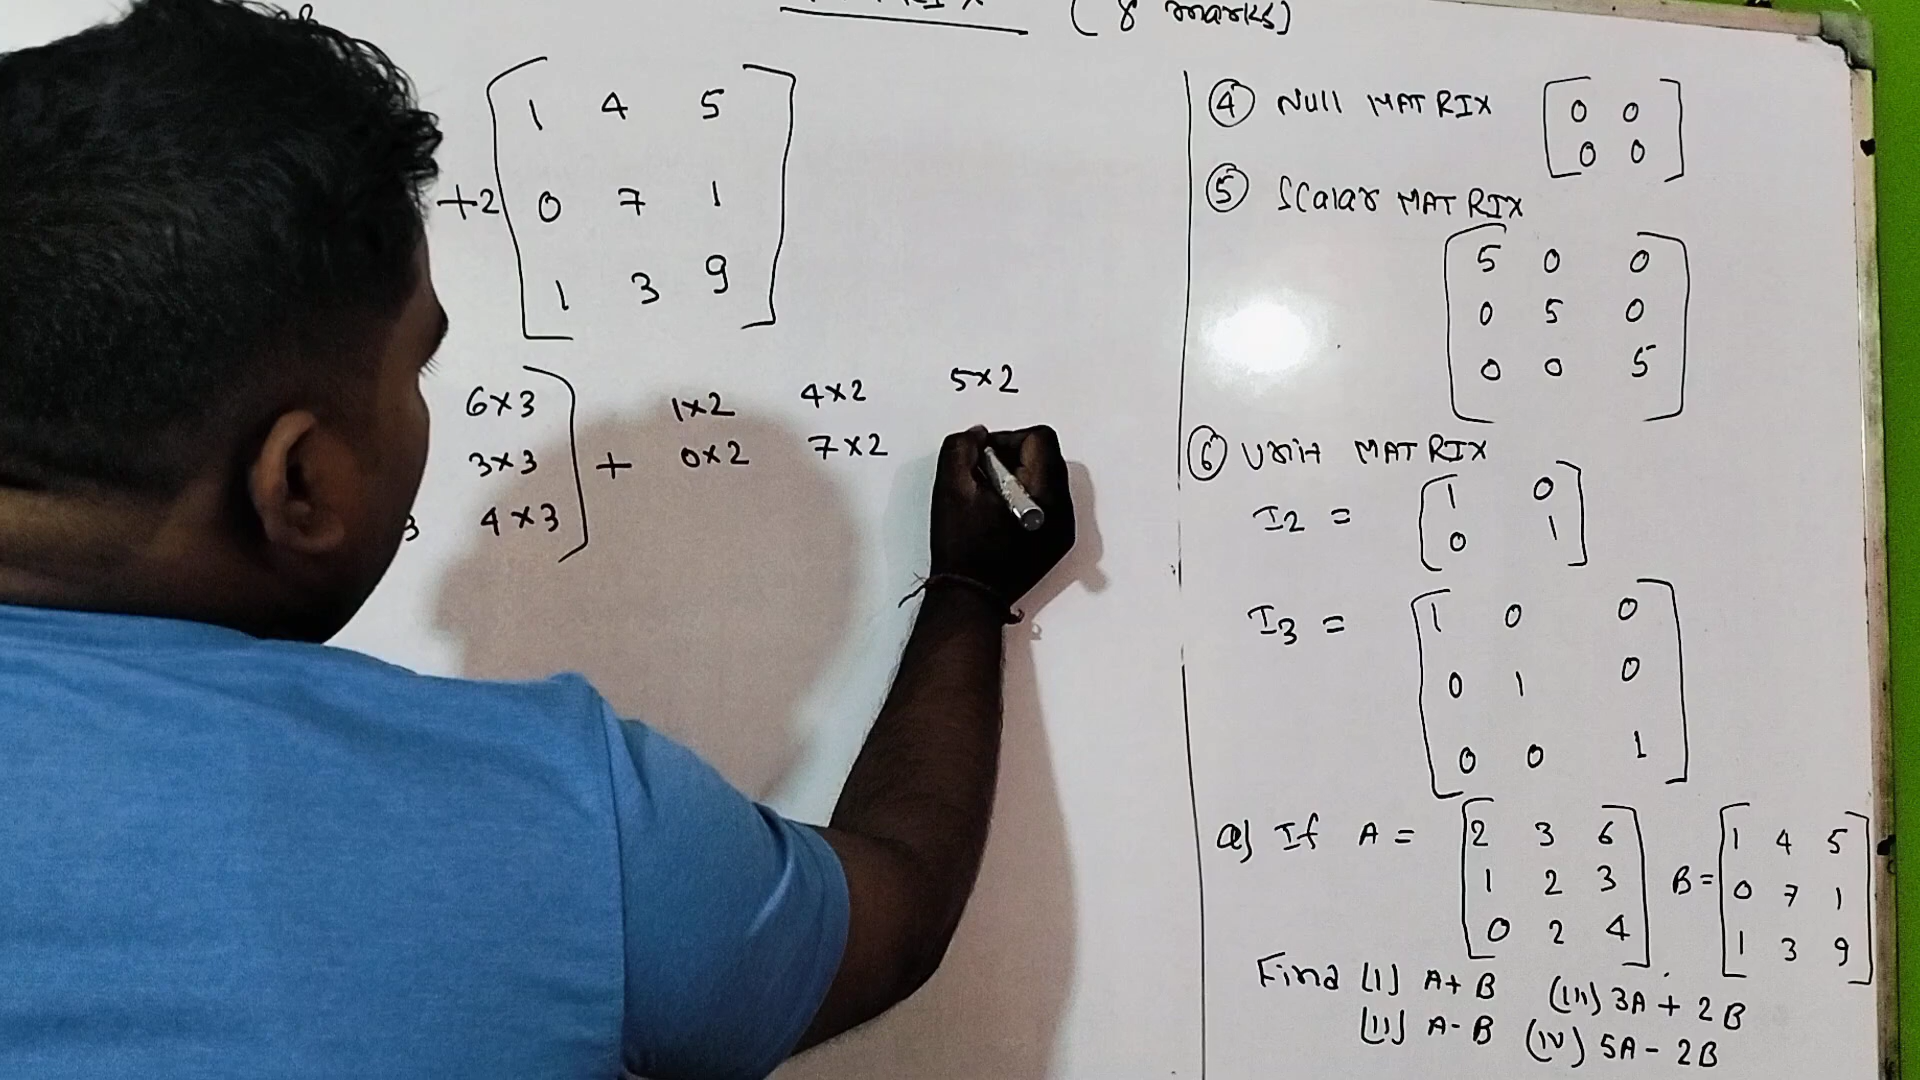 (8 marks)
1 4 5
+2 0 7 1
1 3 9
6×3 1×2 4×2 5×2
3×3 + 0×2 7×2
3 4×3
④ Null MATRIX 0 0
0 0
⑤ Scalar MATRIX
5 0 0
0 5 0
0 0 5
⑥ Unit MATRIX
I2 = 1 0
0 1
I3 = 1 0 0
0 1 0
0 0 1
Q) If A = 2 3 6
1 2 3
0 2 4
B = 1 4 5
0 7 1
1 3 9
Find (I) A+B (III) 3A + 2B
(II) A-B (IV) 5A - 2B